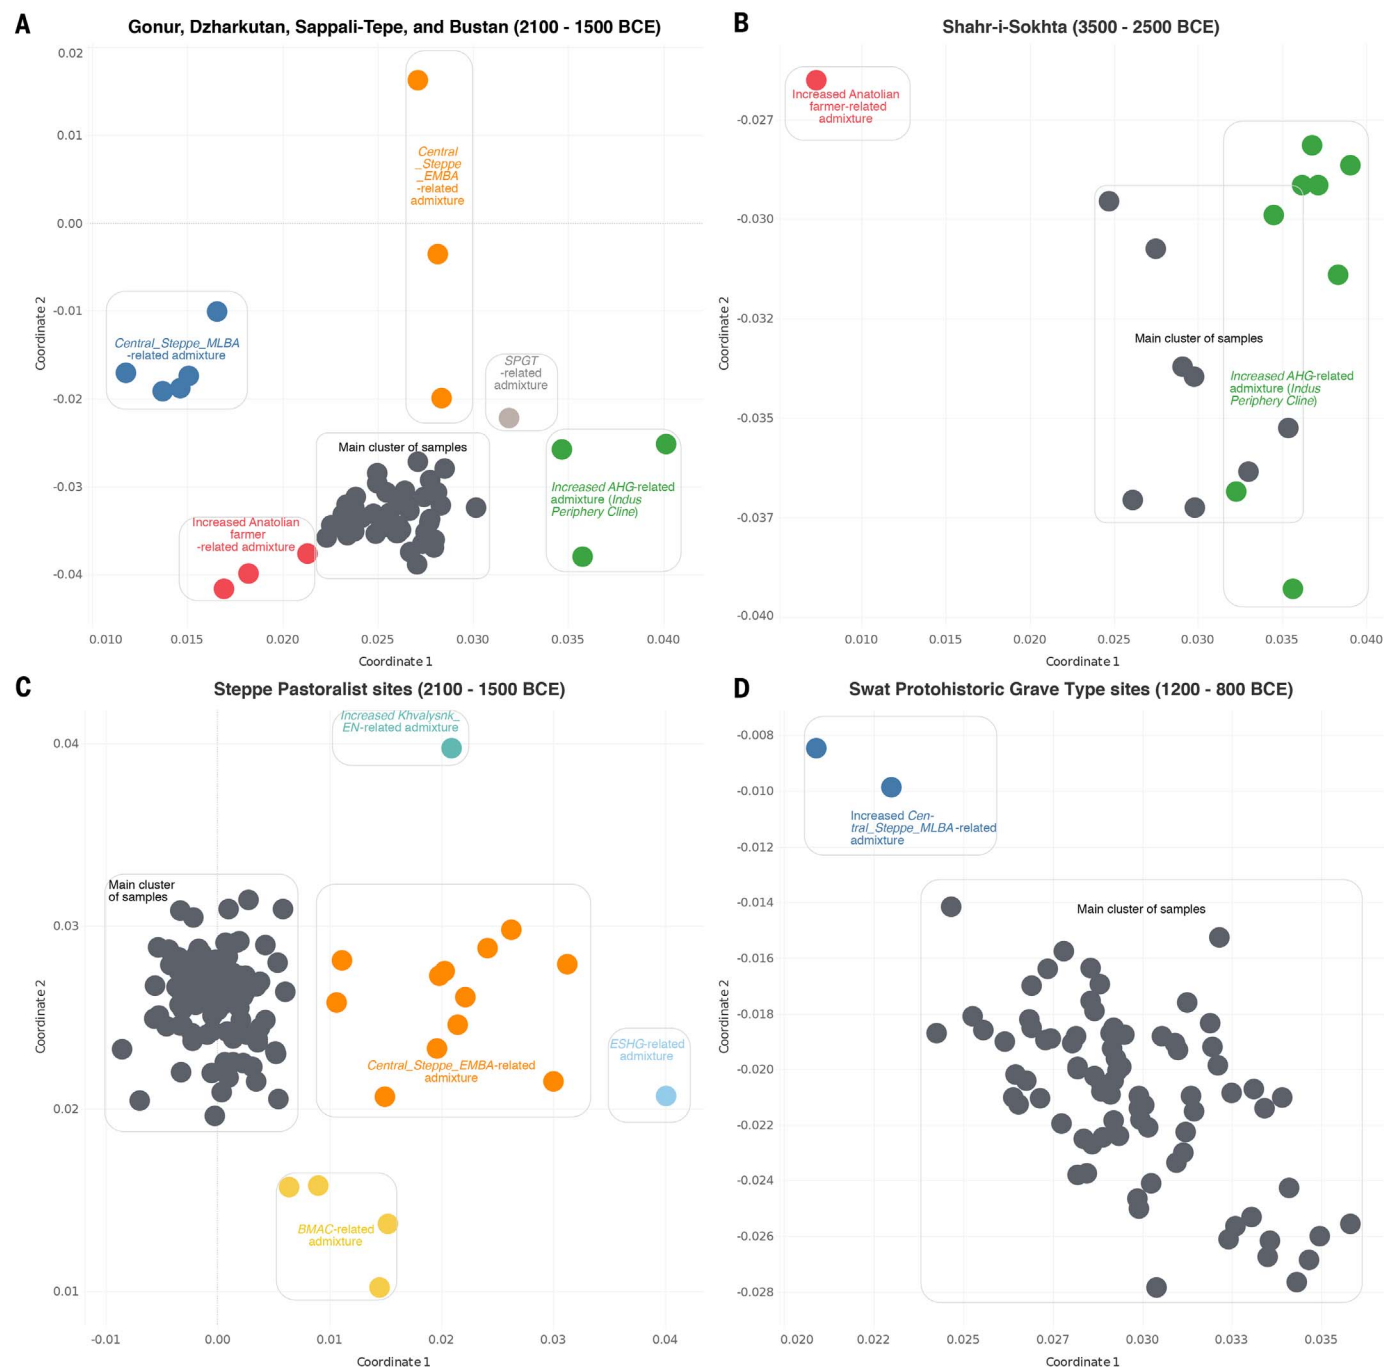 A
Gonur, Dzharkutan, Sappali-Tepe, and Bustan (2100 - 1500 BCE)
0.02
0.01
0.00
-0.01
-0.02
-0.03
-0.04
Coordinate 2
Central
_Steppe
_EMBA
-related
admixture
Central_Steppe_MLBA
-related admixture
SPGT
-related
admixture
Main cluster of samples
Increased AHG-related
admixture (Indus
Periphery Cline)
Increased Anatolian
farmer
-related admixture
0.010
0.015
0.020
0.025
0.030
0.035
0.040
Coordinate 1
B
Shahr-i-Sokhta (3500 - 2500 BCE)
-0.027
-0.030
-0.032
-0.035
-0.037
-0.040
Coordinate 2
Increased Anatolian
farmer-related
admixture
Main cluster of samples
Increased AHG-related
admixture (Indus
Periphery Cline)
0.010
0.015
0.020
0.025
0.030
0.035
0.040
Coordinate 1
C
Steppe Pastoralist sites (2100 - 1500 BCE)
0.04
0.03
0.02
0.01
Coordinate 2
Increased Khvalysnk_
EN-related admixture
Main cluster
of samples
Central_Steppe_EMBA-related
admixture
ESHG-related
admixture
BMAC-related
admixture
-0.01
0.00
0.01
0.02
0.03
0.04
Coordinate 1
D
Swat Protohistoric Grave Type sites (1200 - 800 BCE)
-0.008
-0.010
-0.012
-0.014
-0.016
-0.018
-0.020
-0.022
-0.024
-0.026
-0.028
Coordinate 2
Increased Cen-
tral_Steppe_MLBA-related
admixture
Main cluster of samples
0.020
0.022
0.025
0.027
0.030
0.033
0.035
Coordinate 1